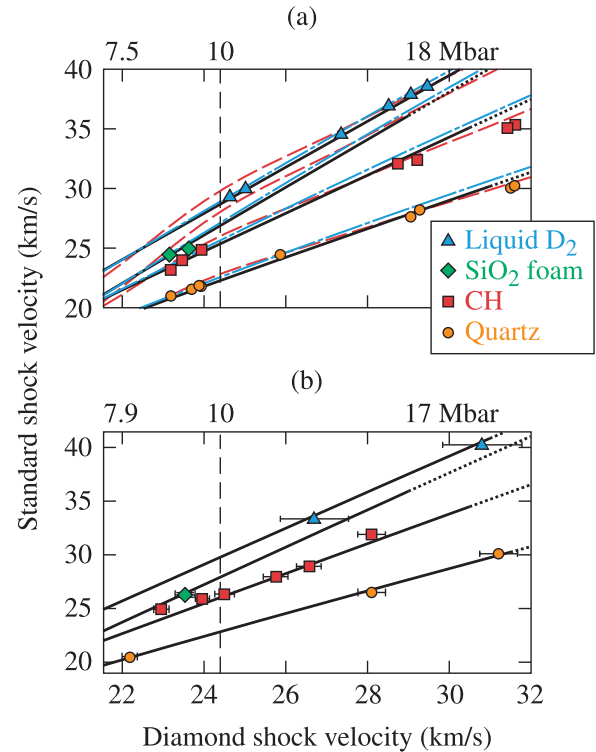 (a)
7.5 10 18 Mbar
40
35
30
25
20
Standard shock velocity (km/s)
Liquid D₂
SiO₂ foam
CH
Quartz
(b)
7.9 10 17 Mbar
40
35
30
25
20
22 24 26 28 31 32
Diamond shock velocity (km/s)